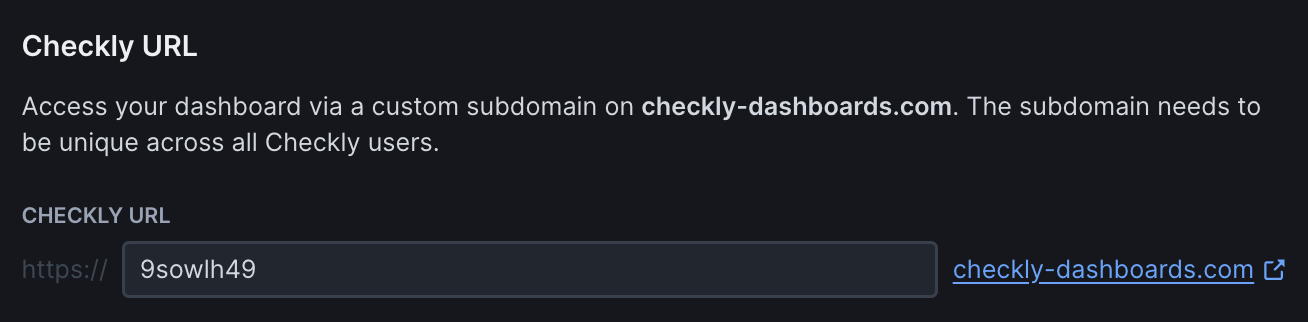 Checkly URL
Access your dashboard via a custom subdomain on checkly-dashboards.com. The subdomain needs to
be unique across all Checkly users.
CHECKLY URL
https:// 9sowlh49 checkly-dashboards.com